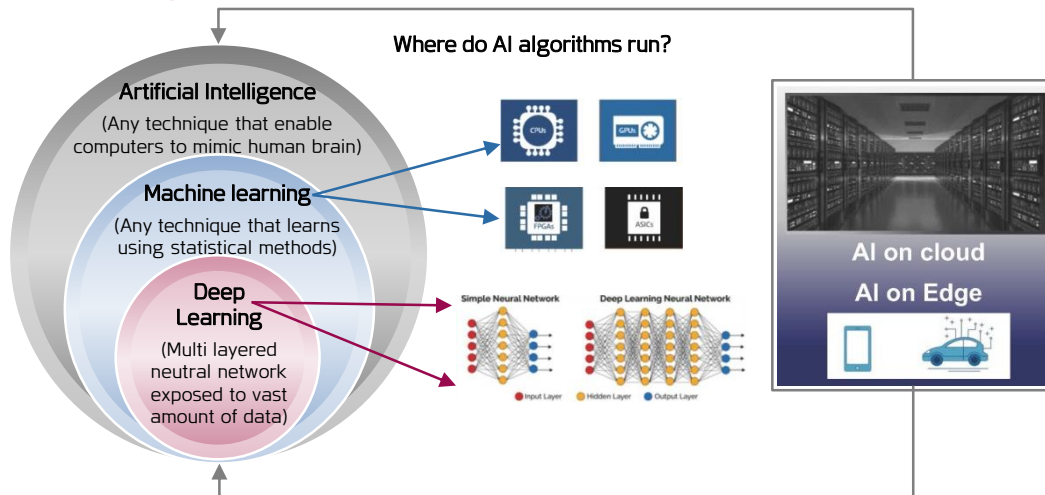 Where do AI algorithms run?
Artificial Intelligence
(Any technique that enable
computers to mimic human brain)
Machine learning
(Any technique that learns
using statistical methods)
Deep
Learning
(Multi layered
neutral network
exposed to vast
amount of data)
CPUs
GPUs
FPGAs
ASICs
Simple Neural Network
Deep Learning Neural Network
Input Layer
Hidden Layer
Output Layer
AI on cloud
AI on Edge